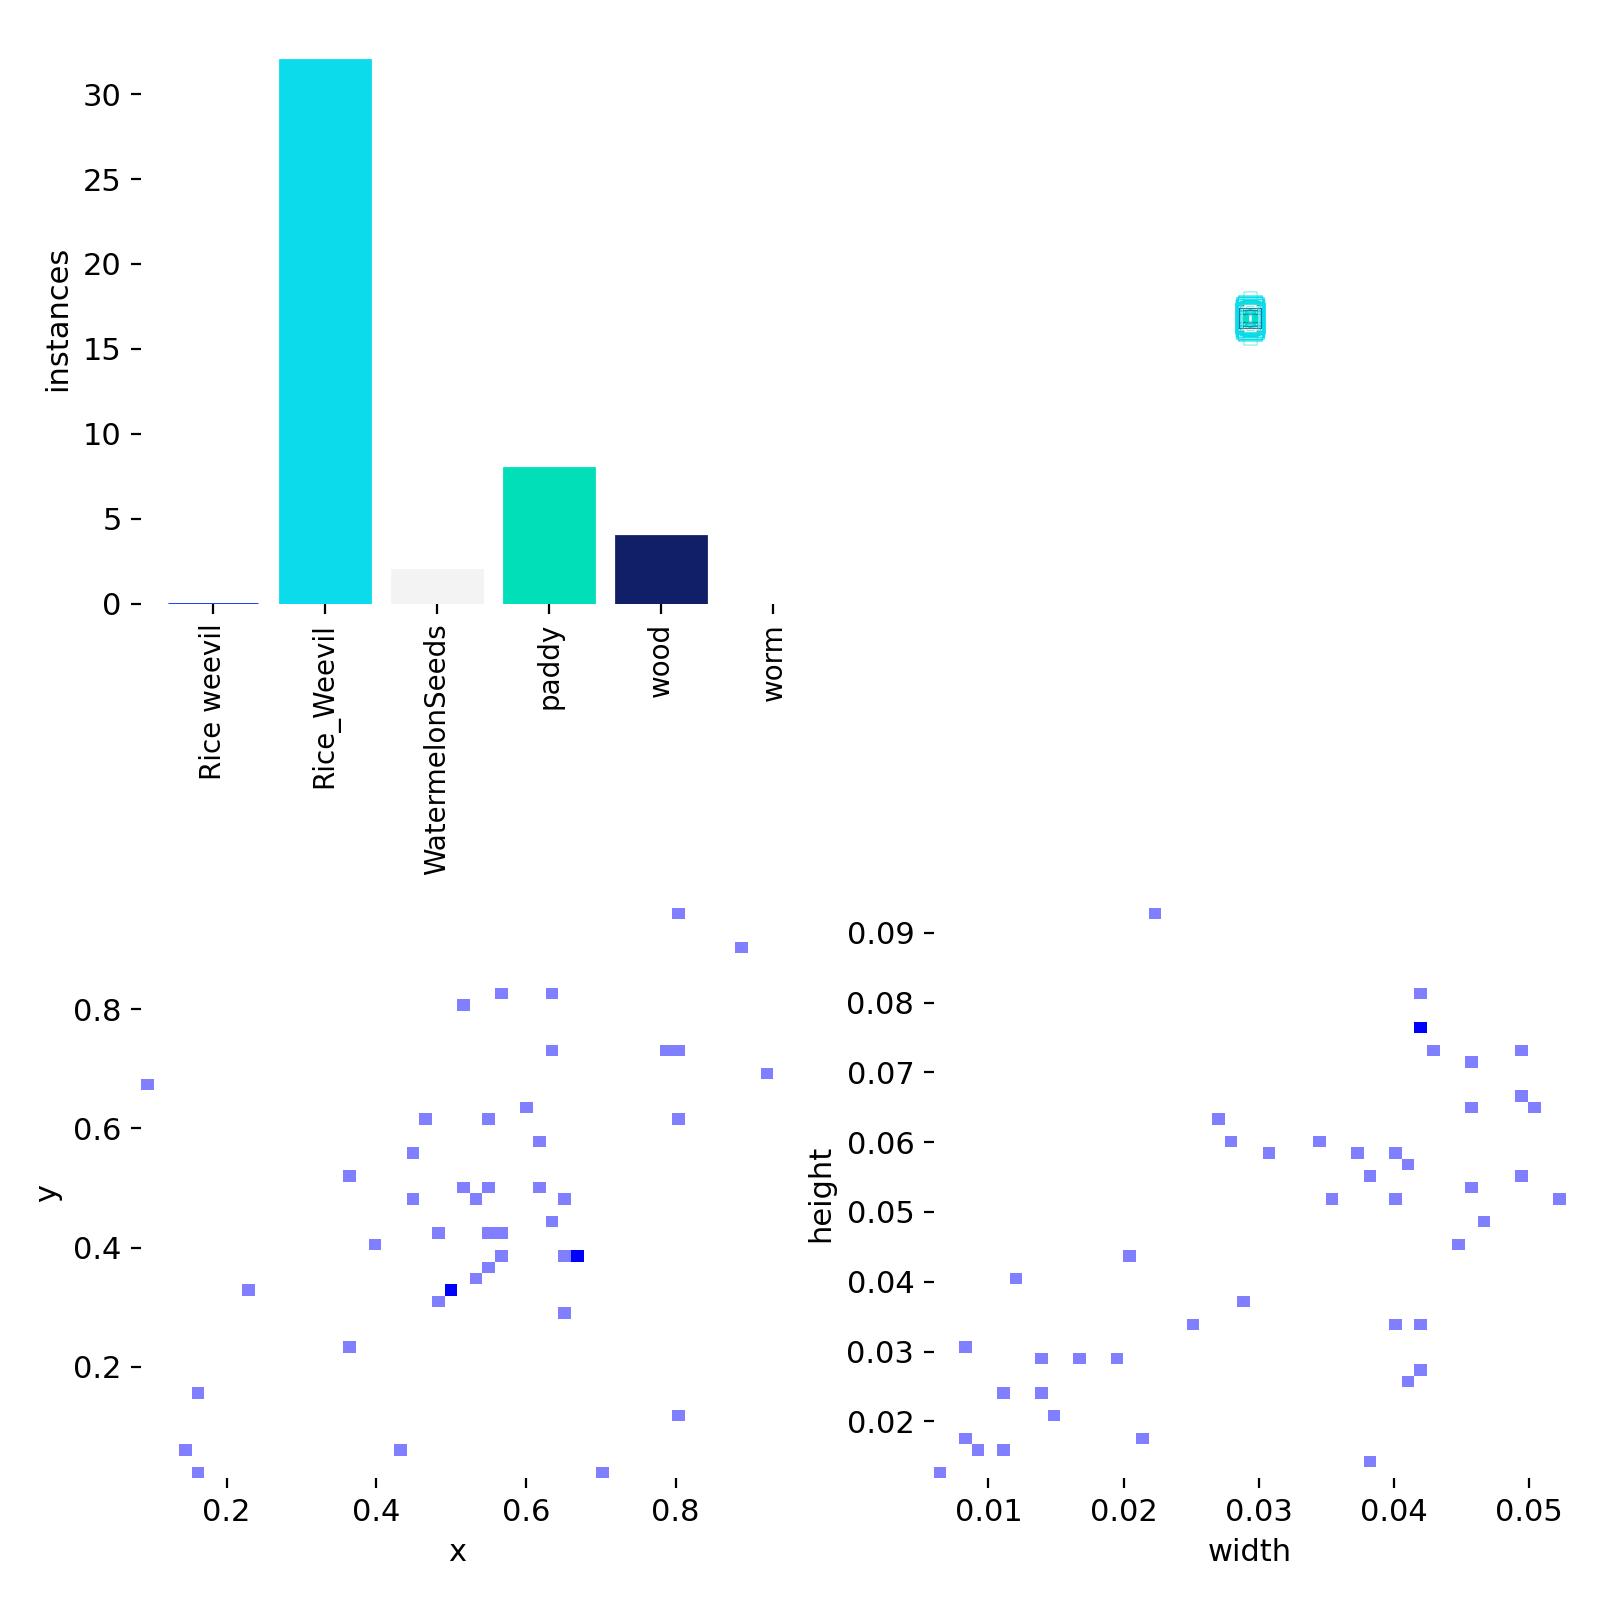 instances
30
25
20
15
10
5
0
Rice weevil
Rice_Weevil
WatermelonSeeds
paddy
wood
worm
y
0.8
0.6
0.4
0.2
0.2 0.4 0.6 0.8
x
height
0.09
0.08
0.07
0.06
0.05
0.04
0.03
0.02
0.01 0.02 0.03 0.04 0.05
width